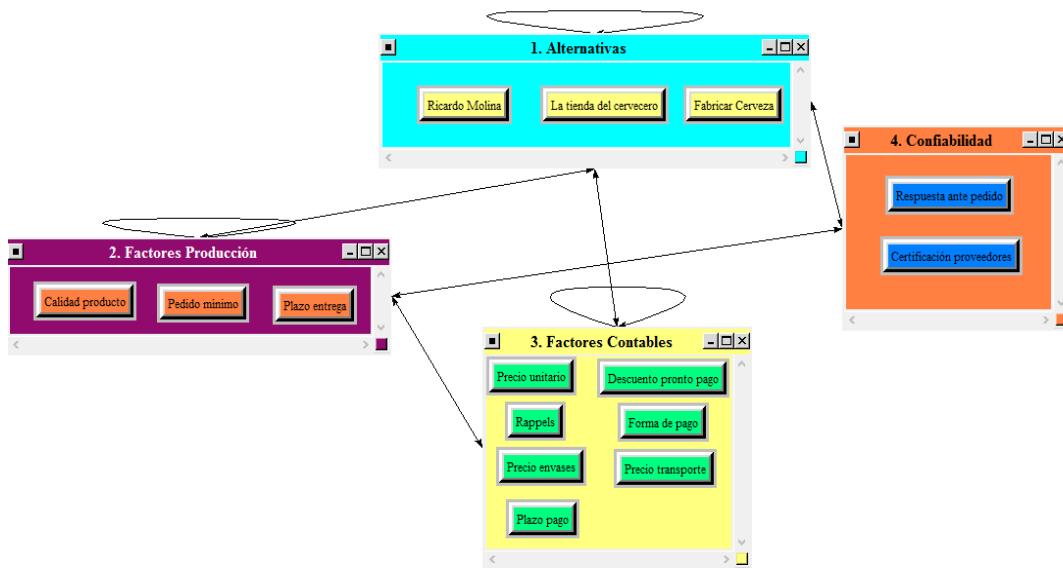 1. Alternativas
Ricardo Molina
La tienda del cervecero
Fabricar Cerveza
4. Confiabilidad
Respuesta ante pedido
Certificación proveedores
2. Factores Producción
Calidad producto
Pedido minimo
Plazo entrega
3. Factores Contables
Precio unitario
Descuento pronto pago
Rappels
Forma de pago
Precio envases
Precio transporte
Plazo pago